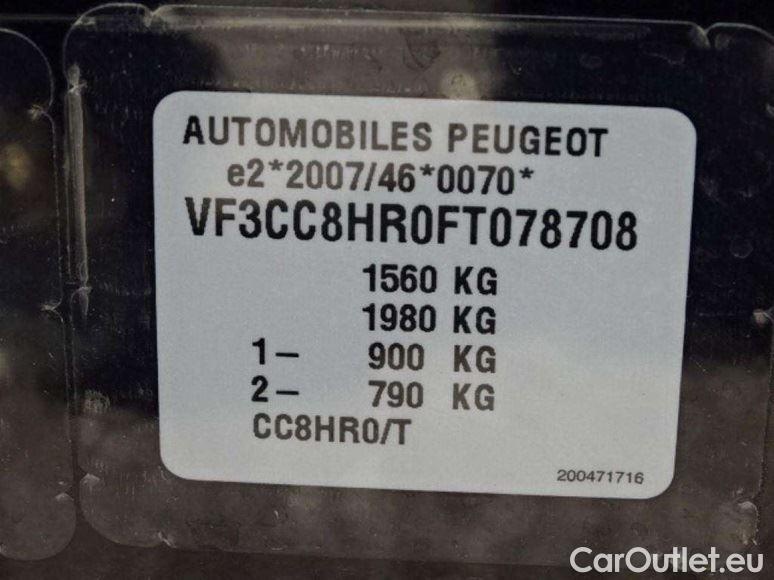 AUTOMOBILES PEUGEOT
e2*2007/46*0070*
VF3CC8HR0FT078708
1560 KG
1980 KG
1- 900 KG
2- 790 KG
CC8HR0/T
200471716
CarOutlet.eu